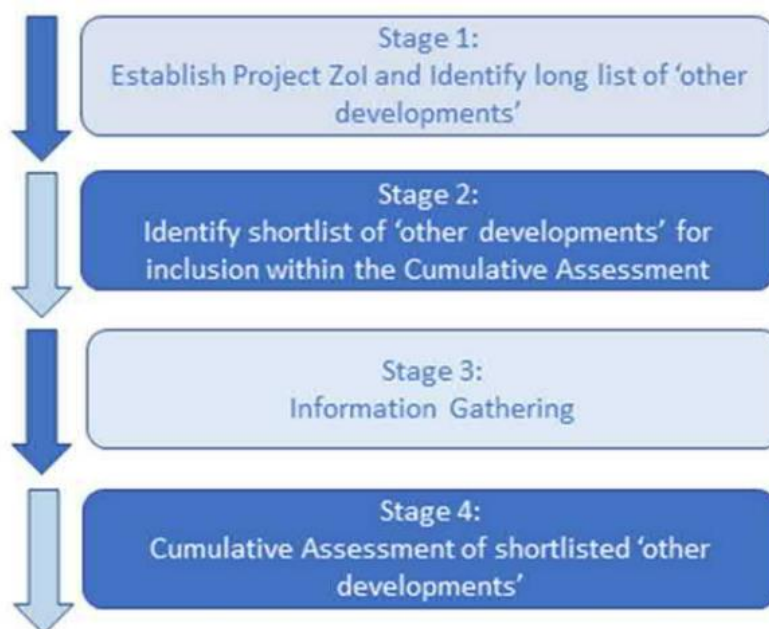 Stage 1:
Establish Project ZoI and Identify long list of ‘other
developments’
Stage 2:
Identify shortlist of ‘other developments’ for
inclusion within the Cumulative Assessment
Stage 3:
Information Gathering
Stage 4:
Cumulative Assessment of shortlisted ‘other
developments’